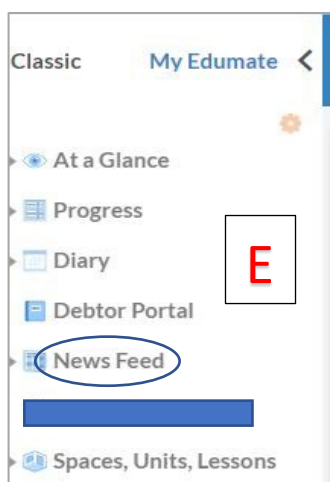 Classic My Edumate
At a Glance
Progress
Diary
E
Debtor Portal
News Feed
Spaces, Units, Lessons